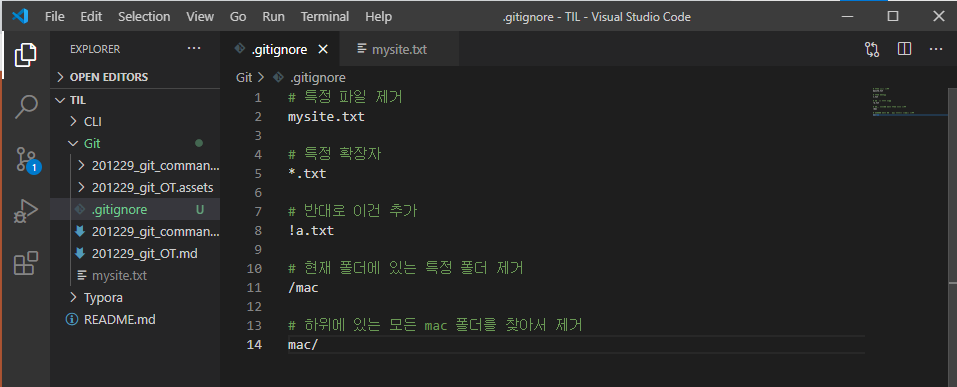 File Edit Selection View Go Run Terminal Help .gitignore - TIL - Visual Studio Code
EXPLORER ···
OPEN EDITORS
TIL
CLI
Git
201229_git_comman...
201229_git_OT.assets
.gitignore U
201229_git_comman...
201229_git_OT.md
mysite.txt
Typora
README.md
1
.gitignore
mysite.txt
Git > .gitignore
1 # 특정 파일 제거
2 mysite.txt
3
4 # 특정 확장자
5 *.txt
6
7 # 반대로 이건 추가
8 !a.txt
9
10 # 현재 폴더에 있는 특정 폴더 제거
11 /mac
12
13 # 하위에 있는 모든 mac 폴더를 찾아서 제거
14 mac/